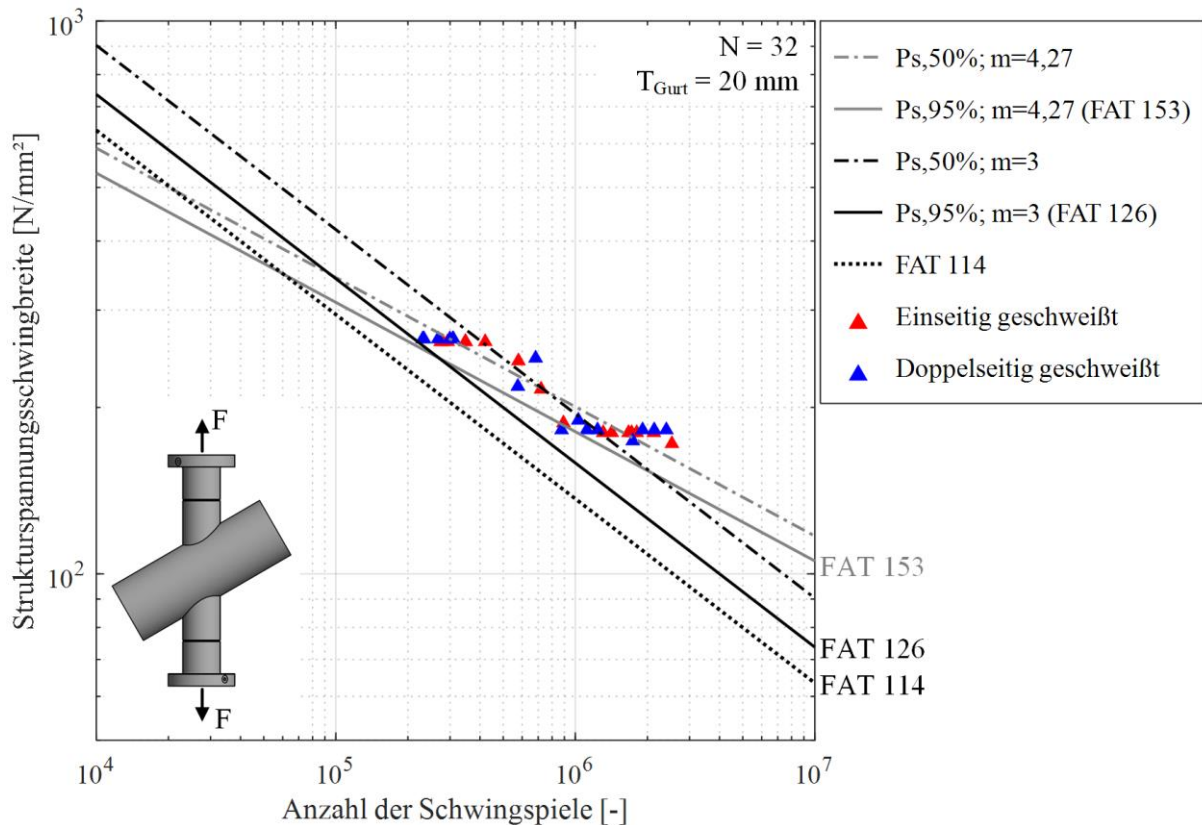 10³
N = 32
T_Gurt = 20 mm
Ps,50%; m=4,27
Ps,95%; m=4,27 (FAT 153)
Ps,50%; m=3
Ps,95%; m=3 (FAT 126)
FAT 114
Einseitig geschweißt
Doppelseitig geschweißt
Strukturspannungsschwingbreite [N/mm²]
F
10²
FAT 153
FAT 126
FAT 114
F
10⁴ 10⁵ 10⁶ 10⁷
Anzahl der Schwingspiele [-]